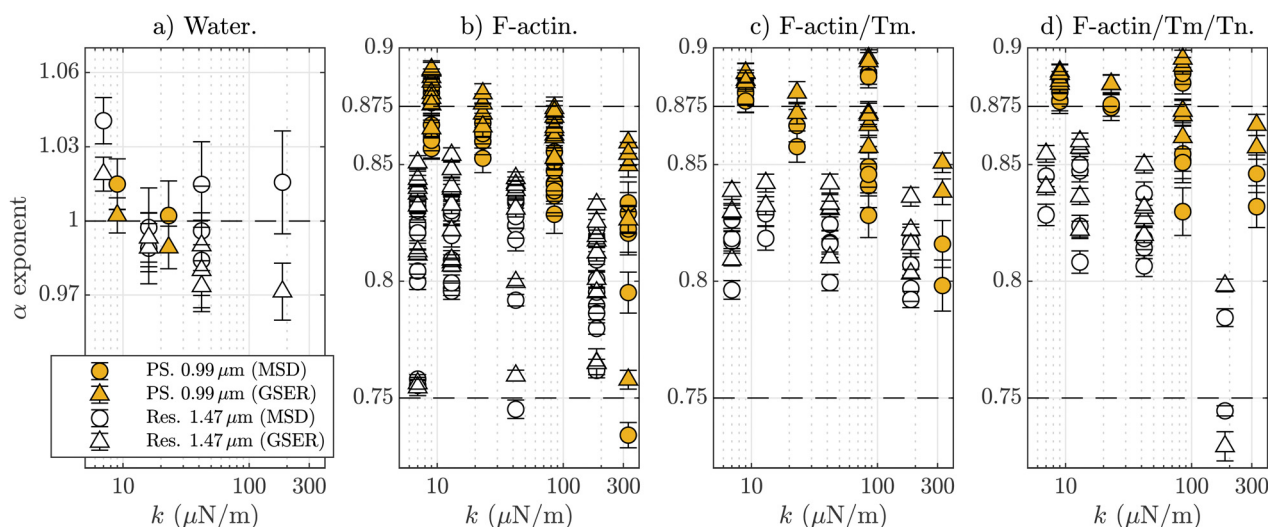 a) Water.
b) F-actin.
c) F-actin/Tm.
d) F-actin/Tm/Tn.
α exponent
1.06
1.03
1
0.97
PS. 0.99 μm (MSD)
PS. 0.99 μm (GSER)
Res. 1.47 μm (MSD)
Res. 1.47 μm (GSER)
10 100 300
k (μN/m)
0.9
0.875
0.85
0.8
0.75
10 100 300
k (μN/m)
0.9
0.875
0.85
0.8
0.75
10 100 300
k (μN/m)
0.9
0.875
0.85
0.8
0.75
10 100 300
k (μN/m)